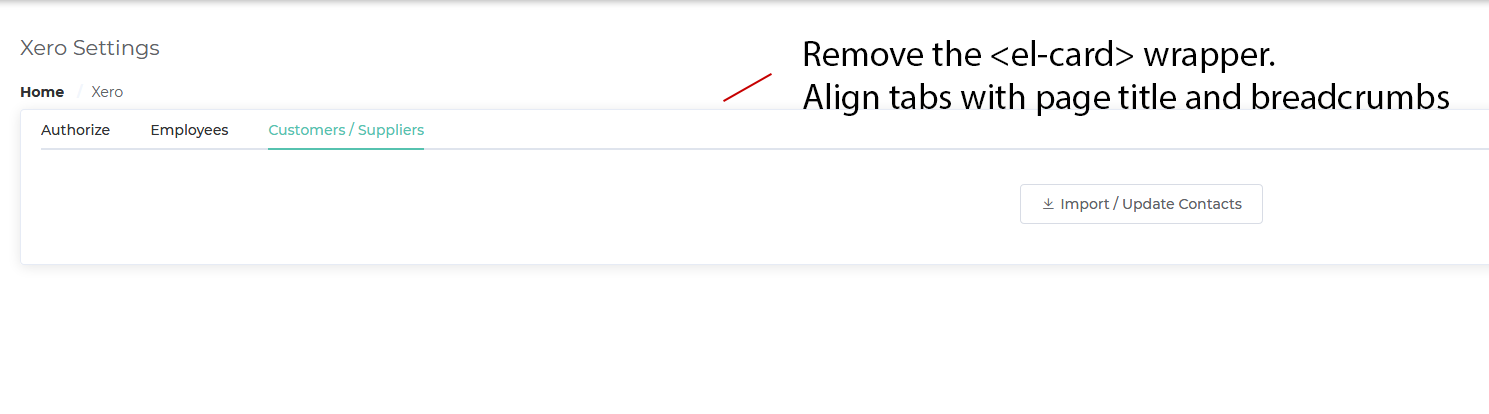 Xero Settings
Remove the <el-card> wrapper.
Home / Xero
Align tabs with page title and breadcrumbs
Authorize Employees Customers / Suppliers
Import / Update Contacts